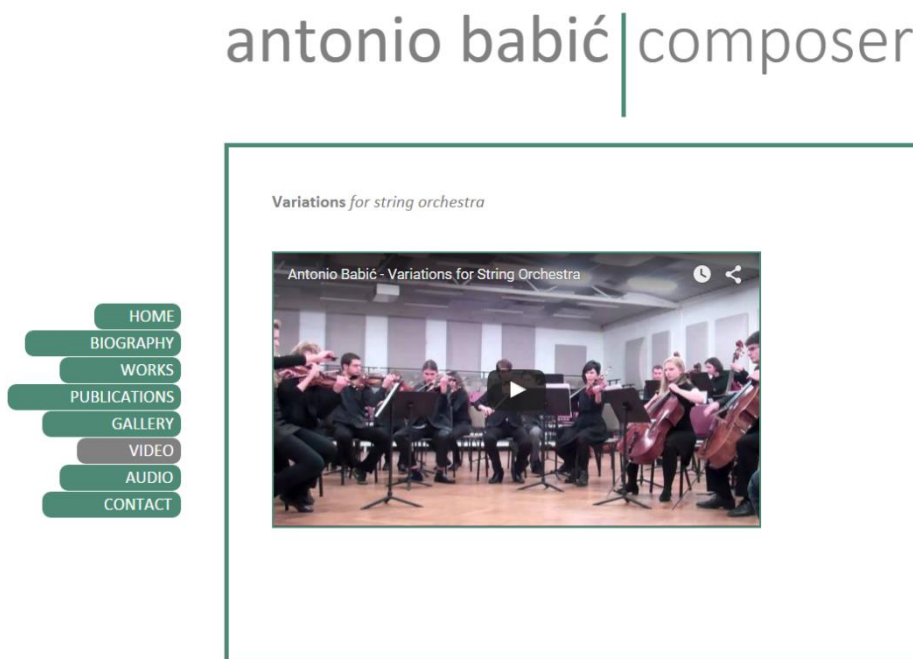 antonio babić composer
Variations for string orchestra
Antonio Babić - Variations for String Orchestra
HOME
BIOGRAPHY
WORKS
PUBLICATIONS
GALLERY
VIDEO
AUDIO
CONTACT